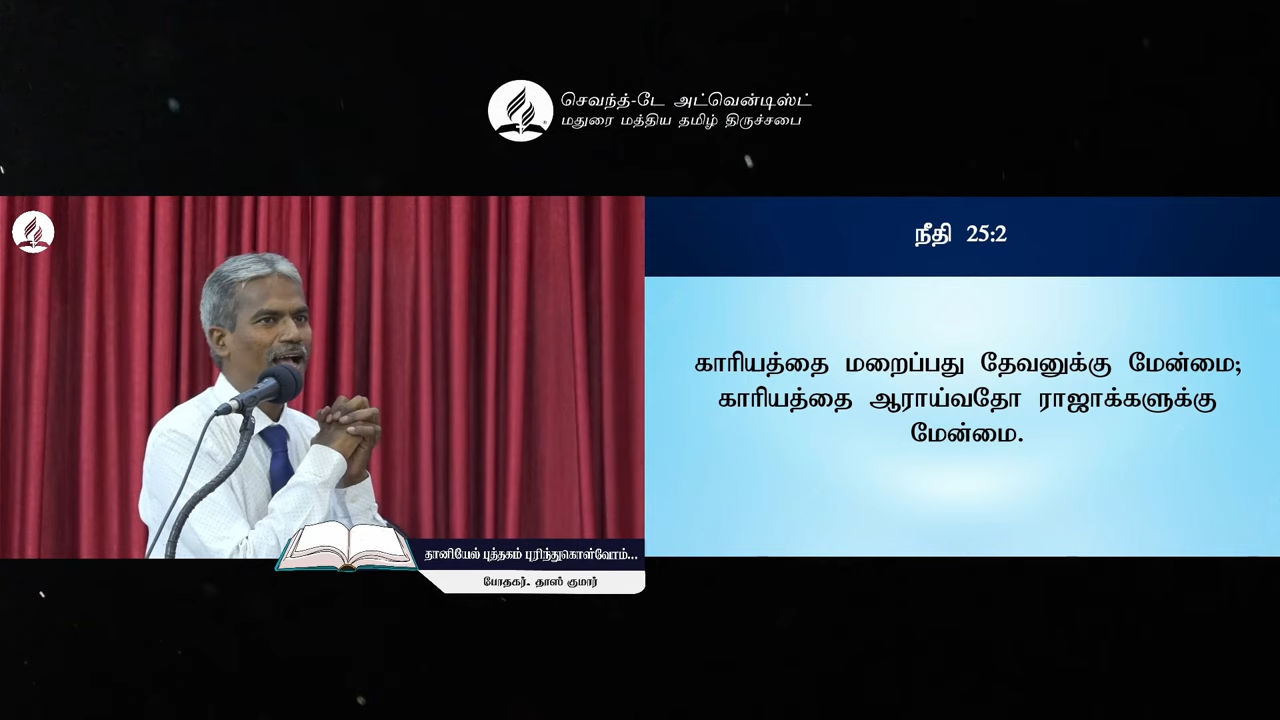 செவந்த்-டே அட்வென்டிஸ்ட்
மதுரை மத்திய தமிழ் திருச்சபை
நீதி 25:2
காரியத்தை மறைப்பது தேவனுக்கு மேன்மை;
காரியத்தை ஆராய்வதோ ராஜாக்களுக்கு
மேன்மை.
தானியேல் புத்தகம் புரிந்துகொள்வோம்...
போதகர். தாஸ் குமார்